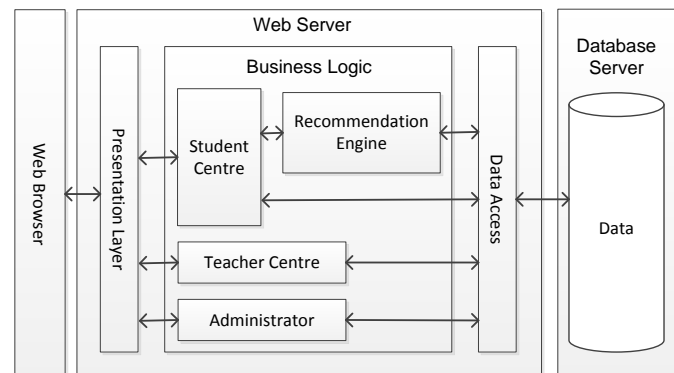 Web Server
Database
Server
Business Logic
Web Browser
Presentation Layer
Student
Centre
Recommendation
Engine
Data Access
Data
Teacher Centre
Administrator